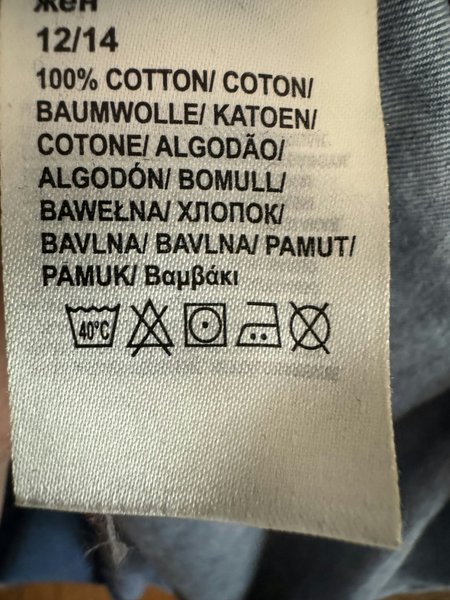 жен
12/14
100% COTTON/ COTON/
BAUMWOLLE/ KATOEN/
COTONE/ ALGODÃO/
ALGODÓN/ BOMULL/
BAWEŁNA/ ХЛОПОК/
BAVLNA/ BAVLNA/ PAMUT/
PAMUK/ Βαμβάκι
40°C